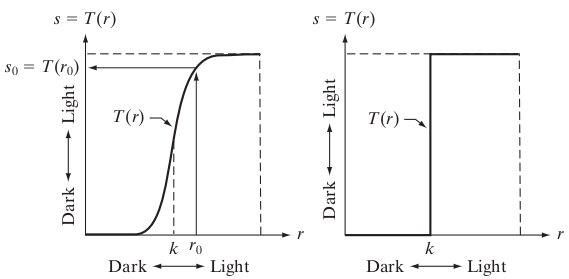 s = T(r)
s0 = T(r0)
T(r)
Dark Light
r
k r0
Dark Light
s = T(r)
T(r)
Dark Light
r
k
Dark Light